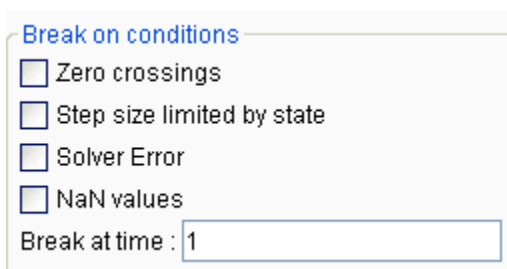 Break on conditions
Zero crossings
Step size limited by state
Solver Error
NaN values
Break at time : 1